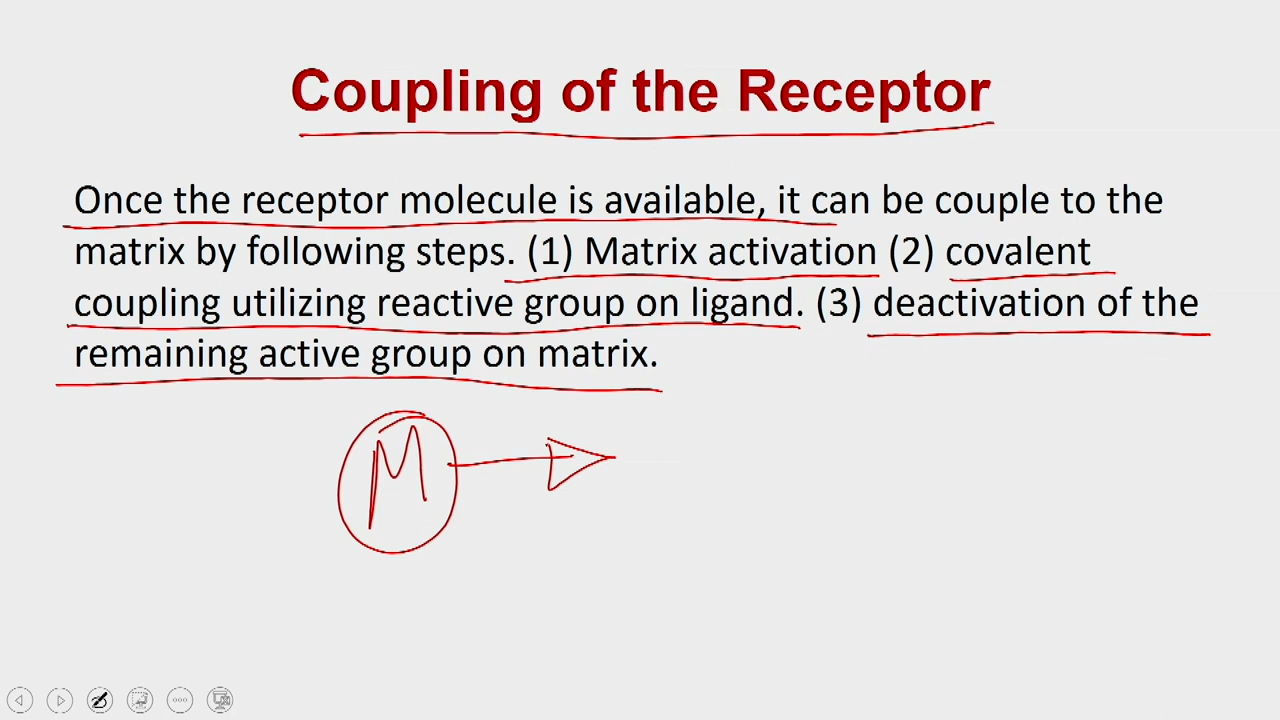 Coupling of the Receptor
Once the receptor molecule is available, it can be couple to the
matrix by following steps. (1) Matrix activation (2) covalent
coupling utilizing reactive group on ligand. (3) deactivation of the
remaining active group on matrix.
M